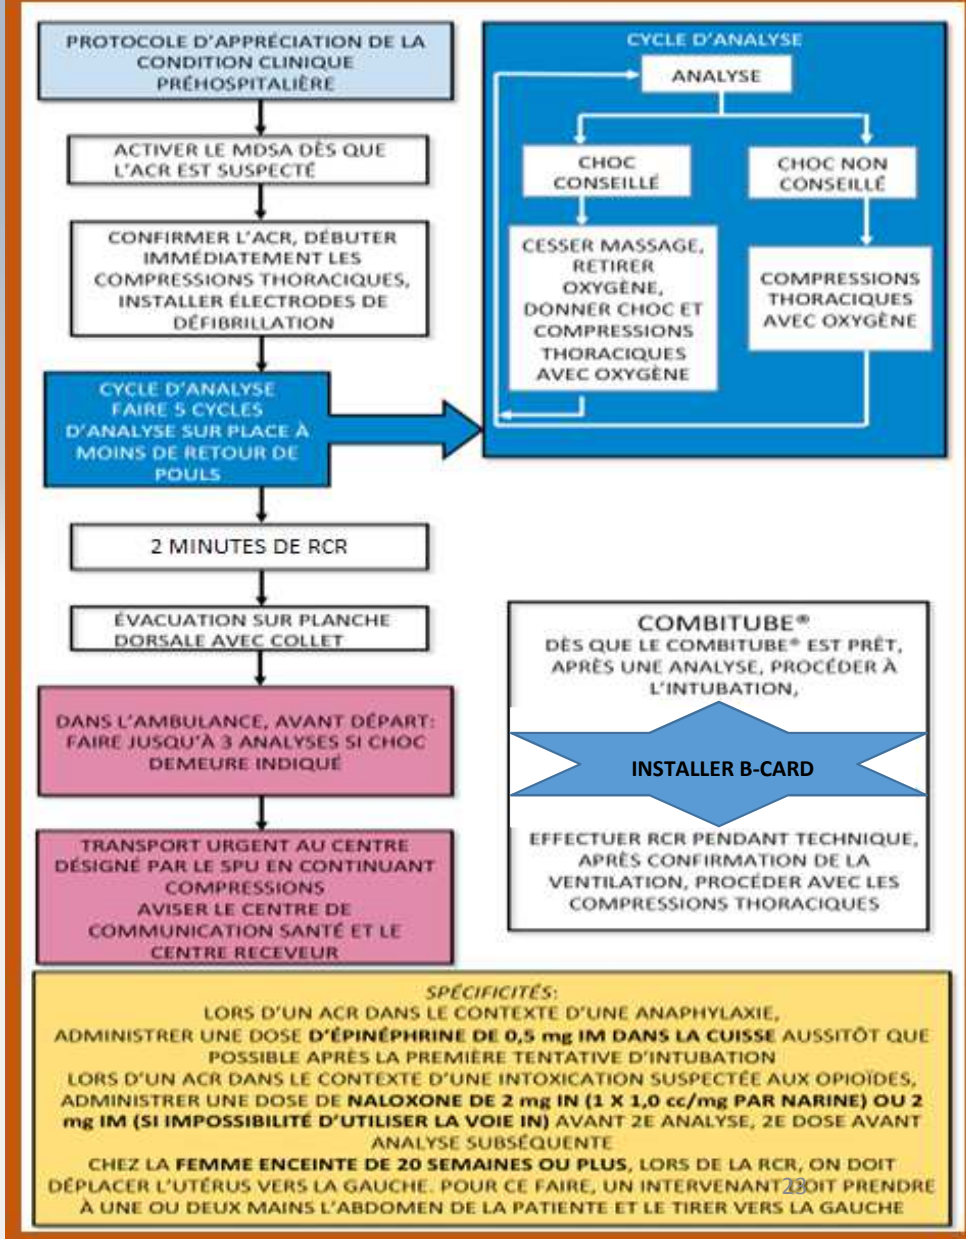 PROTOCOLE D'APPRÉCIATION DE LA
CONDITION CLINIQUE
PRÉHOSPITALIÈRE
ACTIVER LE MDSA DÈS QUE
L'ACR EST SUSPECTÉ
CONFIRMER L'ACR, DÉBUTER
IMMÉDIATEMENT LES
COMPRESSIONS THORACIQUES,
INSTALLER ÉLECTRODES DE
DÉFIBRILLATION
CYCLE D'ANALYSE
FAIRE 5 CYCLES
D'ANALYSE SUR PLACE À
MOINS DE RETOUR DE
POULS
CYCLE D'ANALYSE
ANALYSE
CHOC
CONSEILLÉ
CHOC NON
CONSEILLÉ
CESSER MASSAGE,
RETIRER
OXYGÈNE,
DONNER CHOC ET
COMPRESSIONS
THORACIQUES
AVEC OXYGÈNE
COMPRESSIONS
THORACIQUES
AVEC OXYGÈNE
2 MINUTES DE RCR
ÉVACUATION SUR PLANCHE
DORSALE AVEC COLLET
DANS L'AMBULANCE, AVANT DÉPART:
FAIRE JUSQU'À 3 ANALYSES SI CHOC
DEMEURE INDIQUÉ
TRANSPORT URGENT AU CENTRE
DÉSIGNÉ PAR LE SPU EN CONTINUANT
COMPRESSIONS
AVISER LE CENTRE DE
COMMUNICATION SANTÉ ET LE
CENTRE RECEVEUR
COMBITUBE®
DÈS QUE LE COMBITUBE® EST PRÊT,
APRÈS UNE ANALYSE, PROCÉDER À
L'INTUBATION,
INSTALLER B-CARD
EFFECTUER RCR PENDANT TECHNIQUE,
APRÈS CONFIRMATION DE LA
VENTILATION, PROCÉDER AVEC LES
COMPRESSIONS THORACIQUES
SPÉCIFICITÉS:
LORS D'UN ACR DANS LE CONTEXTE D'UNE ANAPHYLAXIE,
ADMINISTRER UNE DOSE D'ÉPINÉPHRINE DE 0,5 mg IM DANS LA CUISSE AUSSITÔT QUE
POSSIBLE APRÈS LA PREMIÈRE TENTATIVE D'INTUBATION
LORS D'UN ACR DANS LE CONTEXTE D'UNE INTOXICATION SUSPECTÉE AUX OPIOÏDES,
ADMINISTRER UNE DOSE DE NALOXONE DE 2 mg IN (1 X 1,0 cc/mg PAR NARINE) OU 2
mg IM (SI IMPOSSIBILITÉ D'UTILISER LA VOIE IN) AVANT 2E ANALYSE, 2E DOSE AVANT
ANALYSE SUBSÉQUENTE
CHEZ LA FEMME ENCEINTE DE 20 SEMAINES OU PLUS, LORS DE LA RCR, ON DOIT
DÉPLACER L'UTÉRUS VERS LA GAUCHE. POUR CE FAIRE, UN INTERVENANT DOIT PRENDRE
À UNE OU DEUX MAINS L'ABDOMEN DE LA PATIENTE ET LE TIRER VERS LA GAUCHE
23